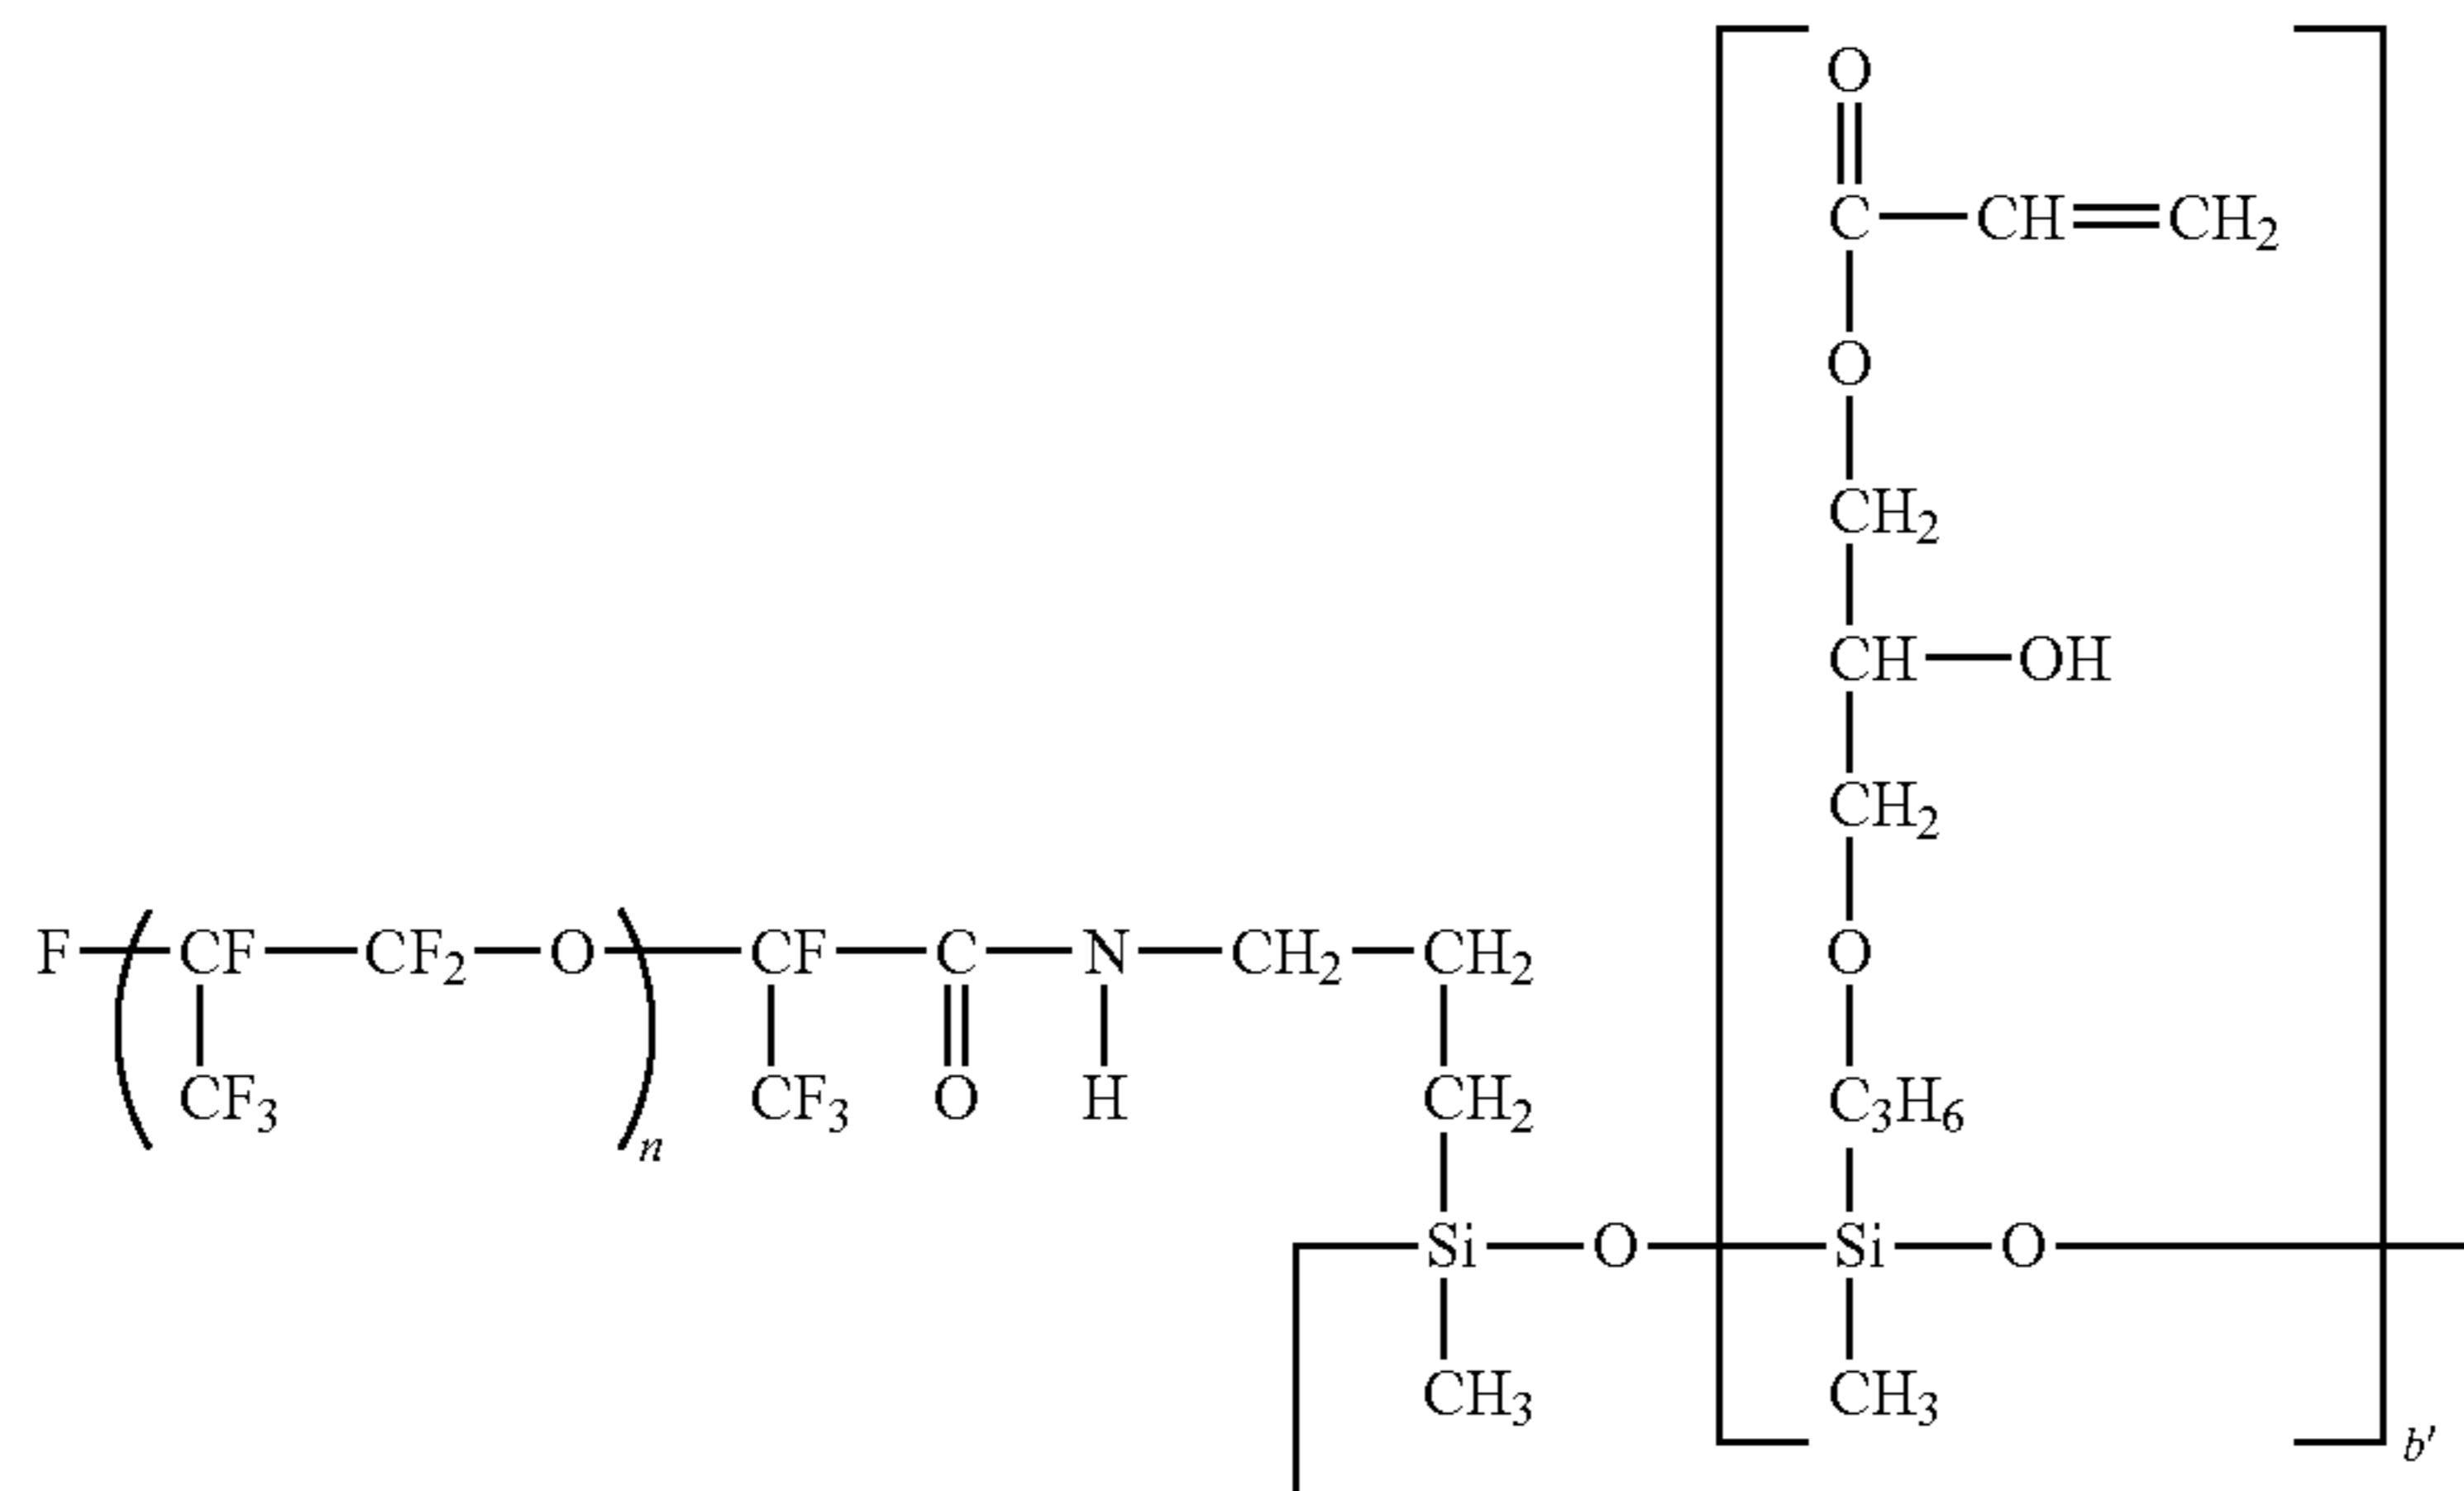 O
C CH CH2
O
CH2
CH OH
CH2
F CF CF2 O CF C N CH2 CH2 O
CF3 n CF3 O H CH2 C3H6
Si O Si O
CH3 CH3
b'